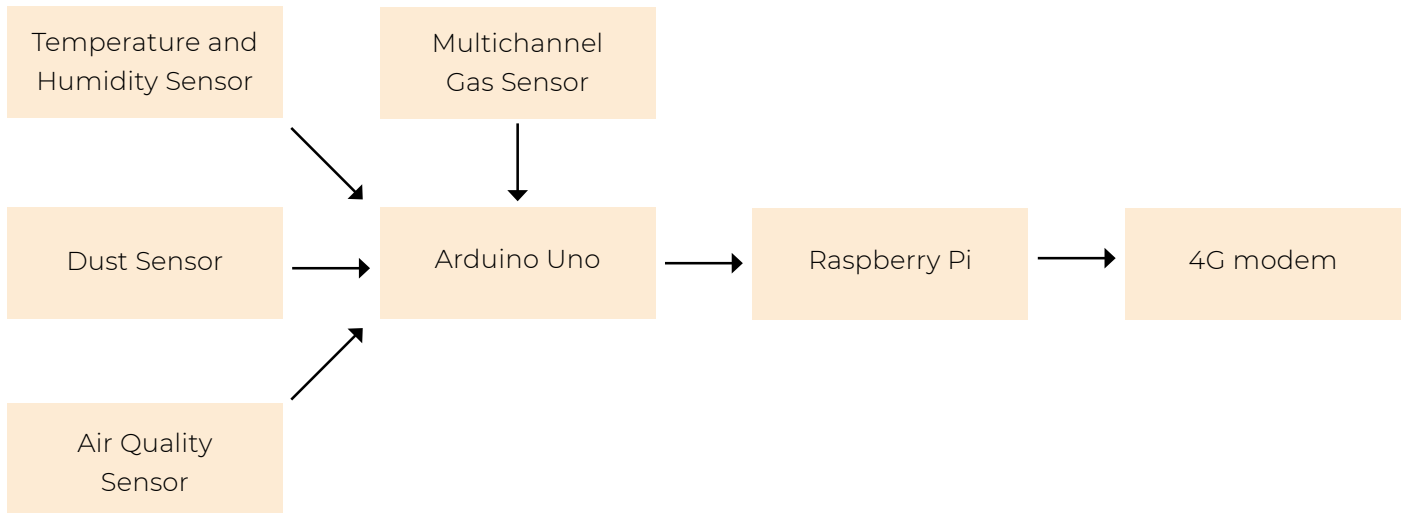 Temperature and
Humidity Sensor
Multichannel
Gas Sensor
Dust Sensor
Arduino Uno
Raspberry Pi
4G modem
Air Quality
Sensor